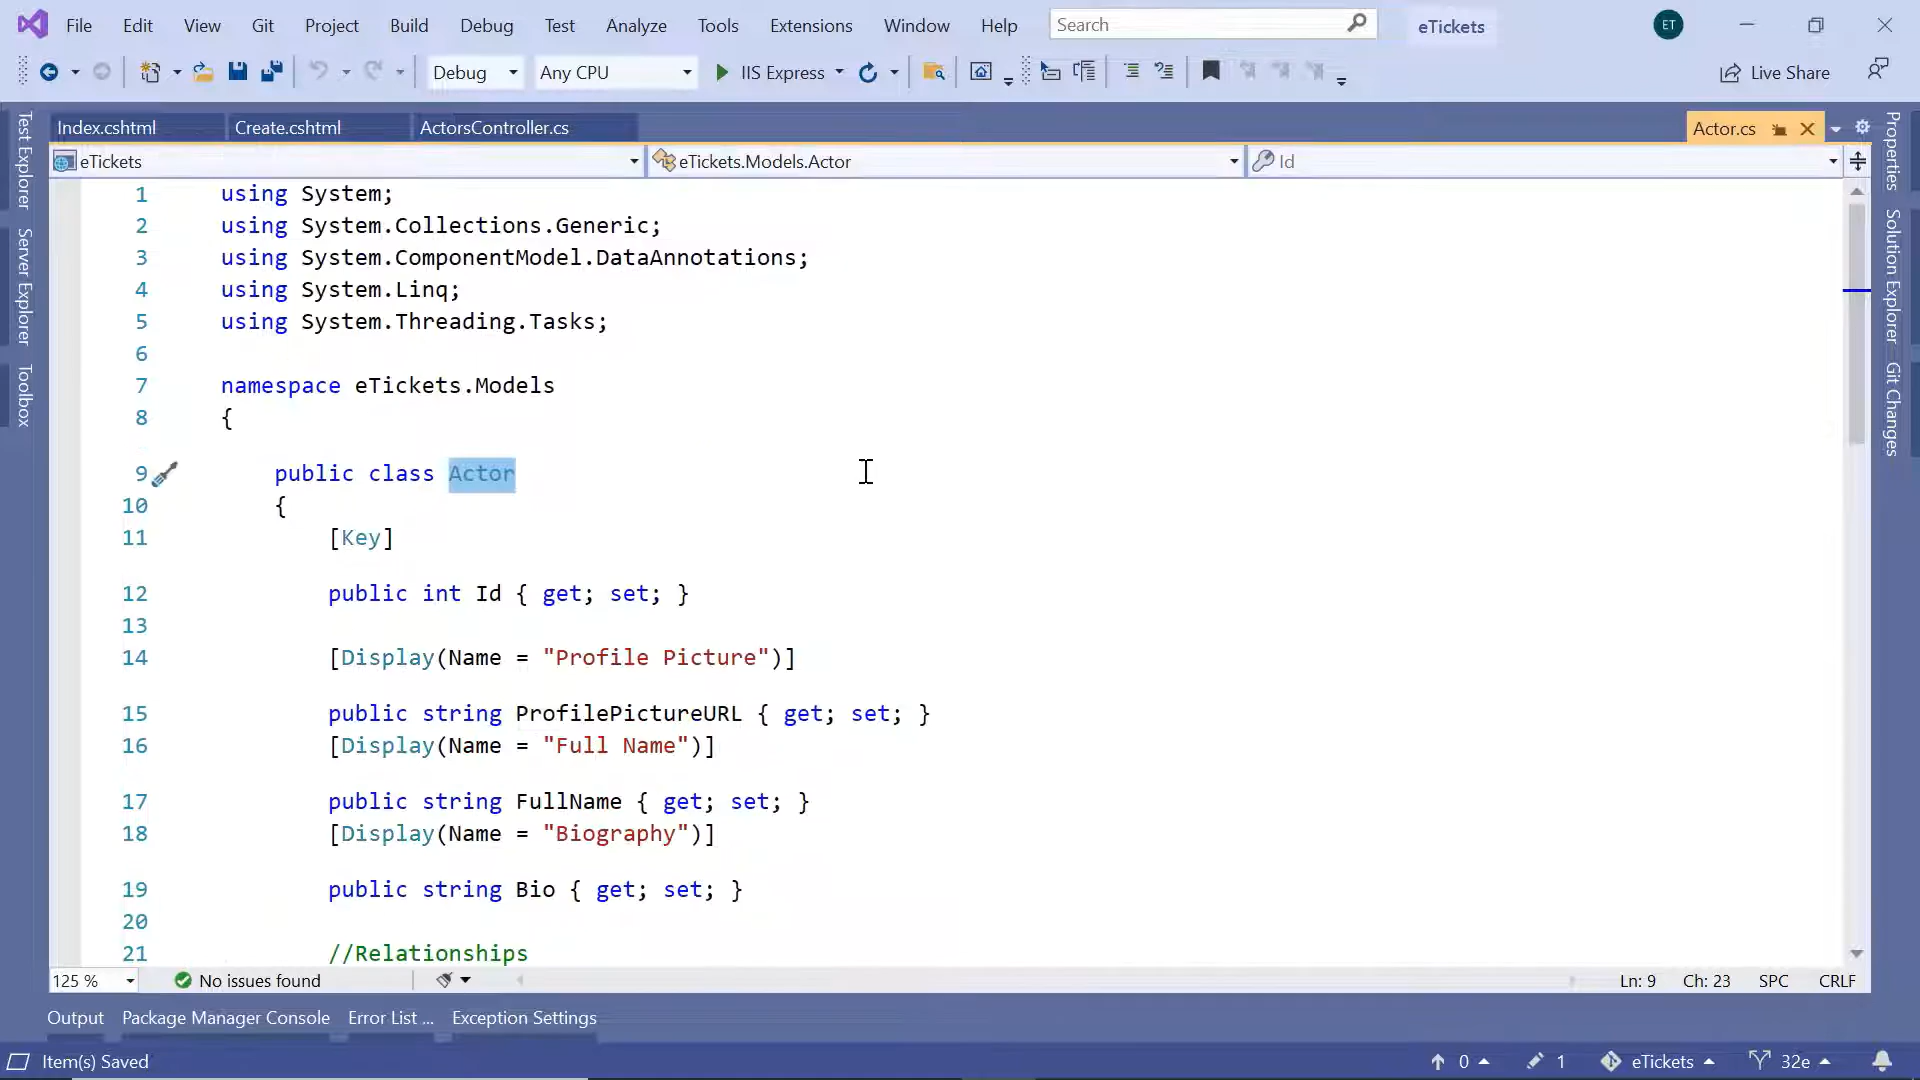 File Edit View Git Project Build Debug Test Analyze Tools Extensions Window Help Search eTickets ET
Debug Any CPU IIS Express Live Share
Index.cshtml Create.cshtml ActorsController.cs Actor.cs
eTickets eTickets.Models.Actor Id
Test Explorer
Server Explorer
Toolbox
1 using System;
2 using System.Collections.Generic;
3 using System.ComponentModel.DataAnnotations;
4 using System.Linq;
5 using System.Threading.Tasks;
6
7 namespace eTickets.Models
8 {
9 public class Actor
10 {
11 [Key]
12 public int Id { get; set; }
13
14 [Display(Name = "Profile Picture")]
15 public string ProfilePictureURL { get; set; }
16 [Display(Name = "Full Name")]
17 public string FullName { get; set; }
18 [Display(Name = "Biography")]
19 public string Bio { get; set; }
20
21 //Relationships
Properties
Solution Explorer
Git Changes
125 % No issues found Ln: 9 Ch: 23 SPC CRLF
Output Package Manager Console Error List ... Exception Settings
Item(s) Saved 0 1 eTickets 32e